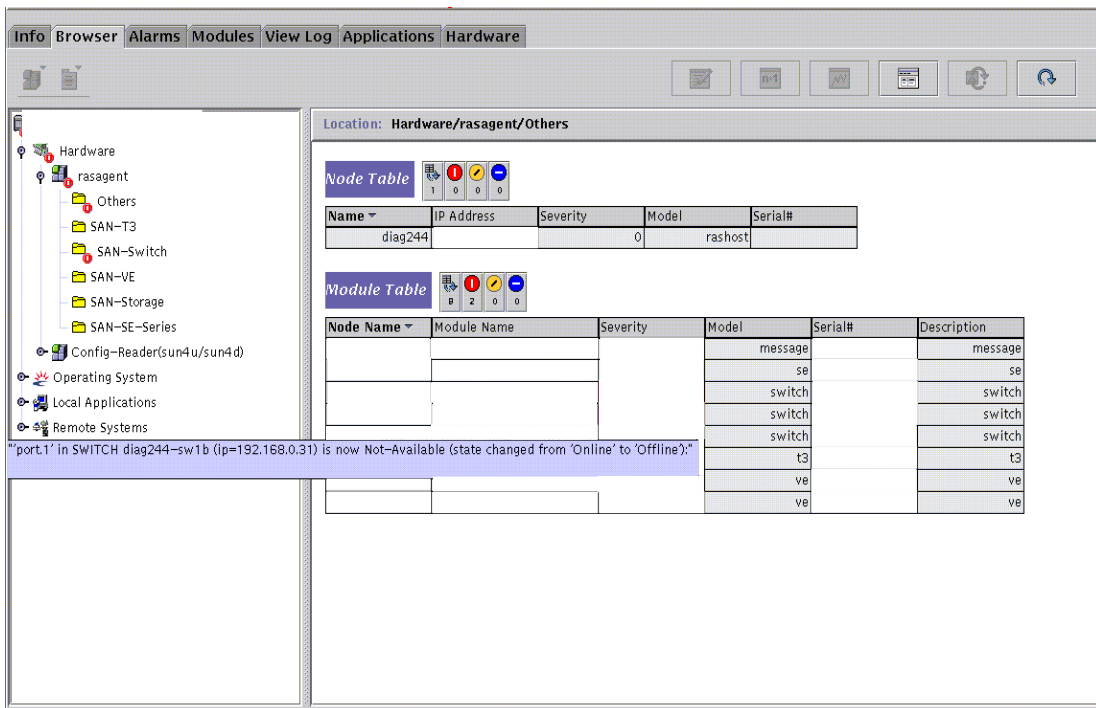 Info Browser Alarms Modules View Log Applications Hardware
n:1
Location: Hardware/rasagent/Others
Hardware
rasagent
Others
SAN-T3
SAN-Switch
SAN-VE
SAN-Storage
SAN-SE-Series
Config-Reader(sun4u/sun4d)
Operating System
Local Applications
Remote Systems
"'port.1' in SWITCH diag244-sw1b (ip=192.168.0.31) is now Not-Available (state changed from 'Online' to 'Offline'):"
Node Table
1 0 0 0
Name IP Address Severity Model Serial#
diag244 0 rashost
Module Table
8 2 0 0
Node Name Module Name Severity Model Serial# Description
message message
se se
switch switch
switch switch
switch switch
t3 t3
ve ve
ve ve